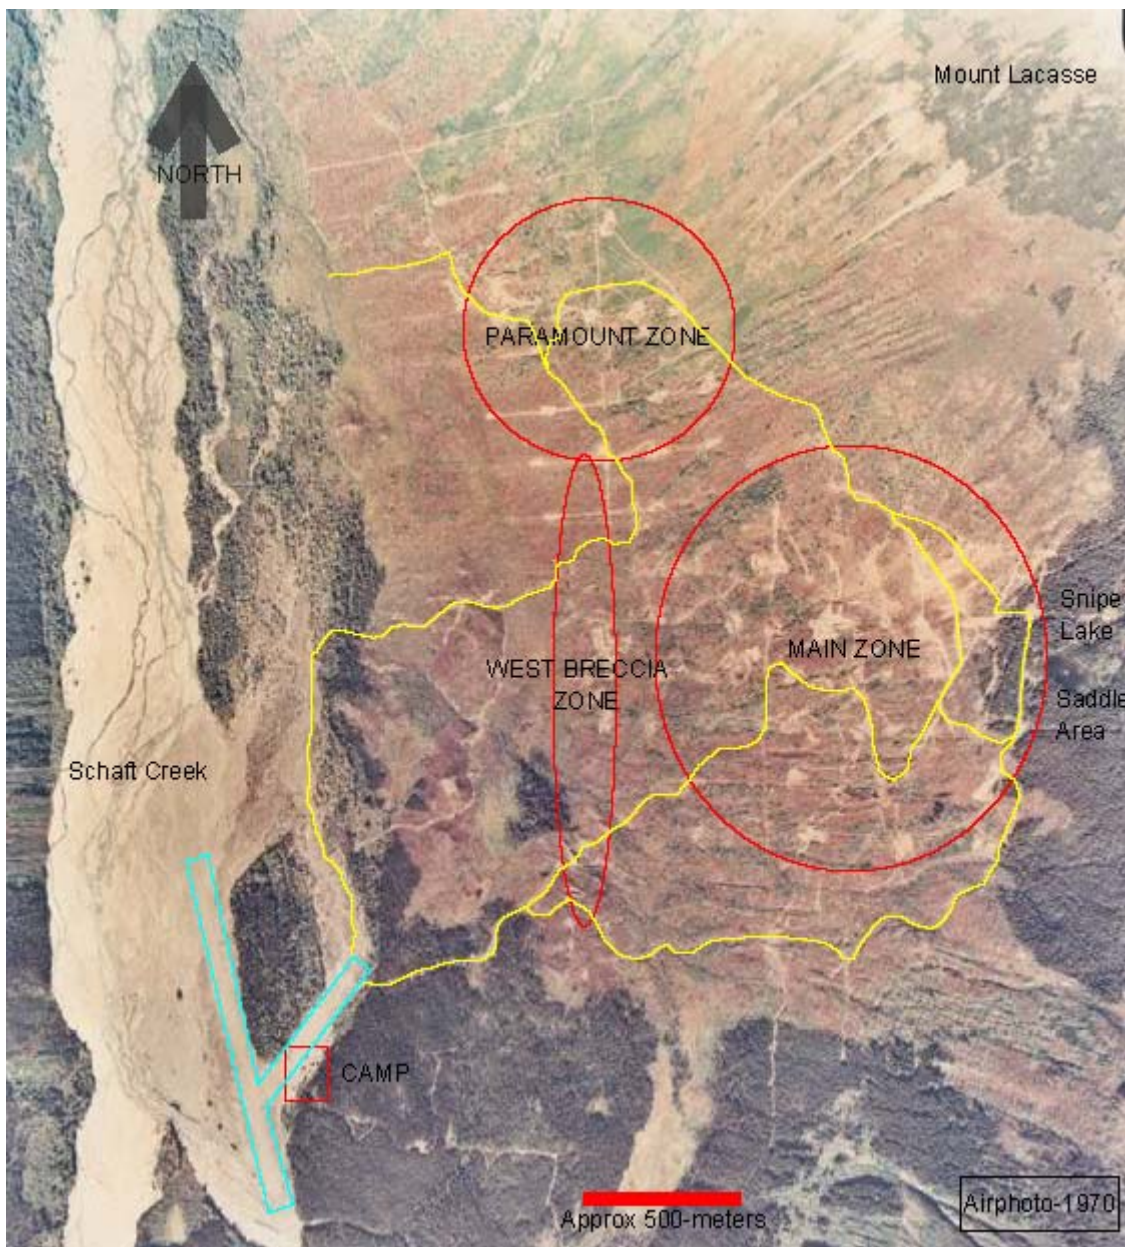 Mount Lacasse
NORTH
PARAMOUNT ZONE
Snipe
Lake
MAIN ZONE
WEST BRECCIA
ZONE
Saddle
Area
Schaft Creek
CAMP
Approx 500-meters
Airphoto-1970